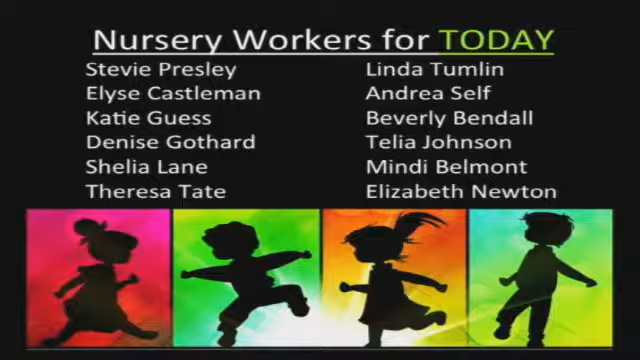 Nursery Workers for TODAY
Stevie Presley
Elyse Castleman
Katie Guess
Denise Gothard
Shelia Lane
Theresa Tate
Linda Tumlin
Andrea Self
Beverly Bendall
Telia Johnson
Mindi Belmont
Elizabeth Newton